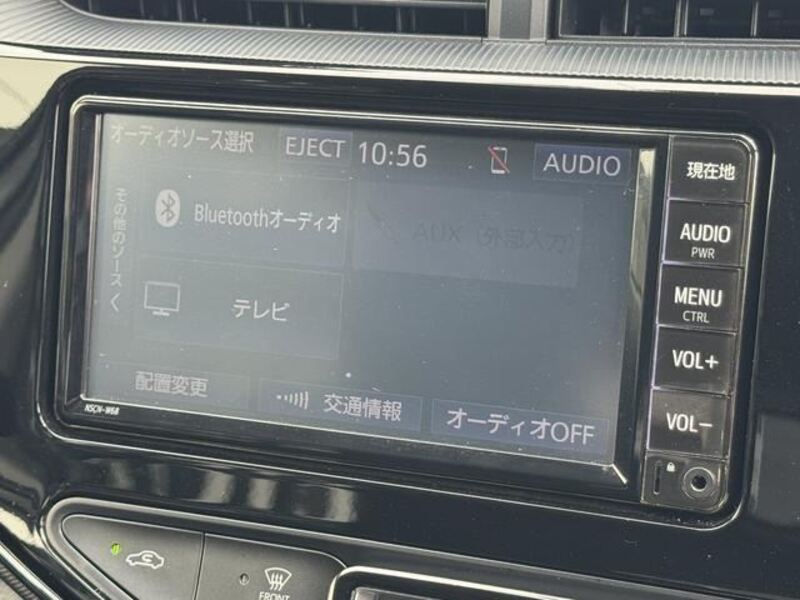 オーディオソース選択
EJECT
10:56
AUDIO
現在地
その他のソースく
Bluetoothオーディオ
AUX (外部入力)
AUDIO
PWR
テレビ
MENU
CTRL
VOL+
配置変更
交通情報
オーディオOFF
VOL-
NSCN-W68
FRONT